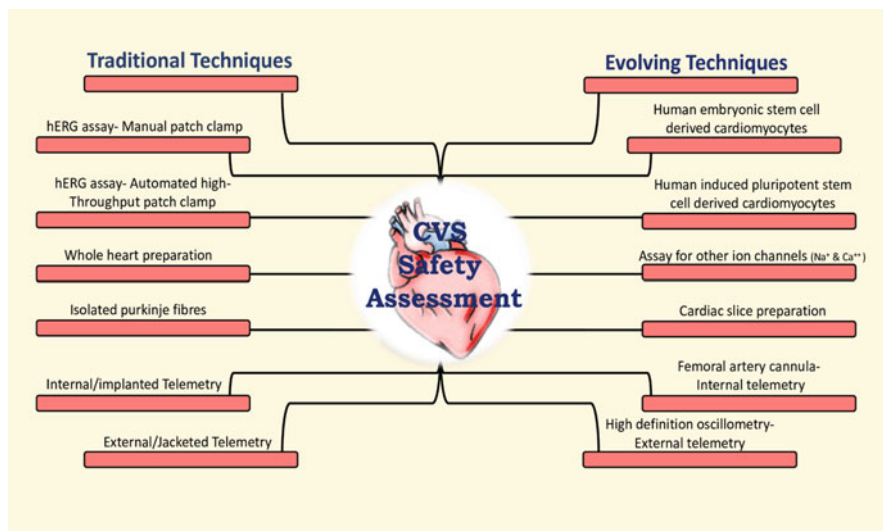 Traditional Techniques
hERG assay- Manual patch clamp
hERG assay- Automated high-
Throughput patch clamp
Whole heart preparation
Isolated purkinje fibres
Internal/implanted Telemetry
External/Jacketed Telemetry
CVS
Safety
Assessment
Evolving Techniques
Human embryonic stem cell
derived cardiomyocytes
Human induced pluripotent stem
cell derived cardiomyocytes
Assay for other ion channels (Na⁺ & Ca⁺⁺)
Cardiac slice preparation
Femoral artery cannula-
Internal telemetry
High definition oscillometry-
External telemetry